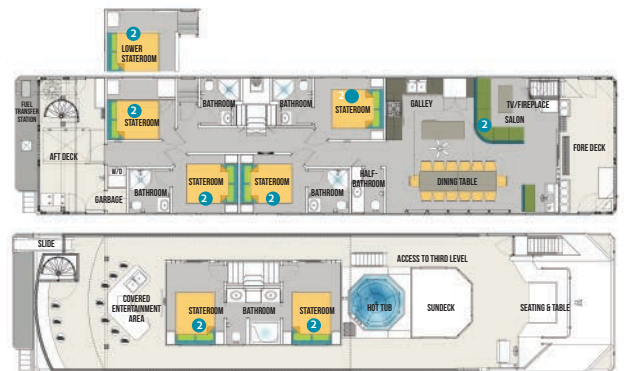 2
LOWER
STATEROOM
FUEL
TRANSFER
STATION
AFT DECK
2
STATEROOM
W/D
GARBAGE
BATHROOM
BATHROOM
BATHROOM
STATEROOM
2
STATEROOM
2
BATHROOM
2
STATEROOM
HALF-
BATHROOM
GALLEY
DINING TABLE
2
TV/FIREPLACE
SALON
FORE DECK
SLIDE
COVERED
ENTERTAINMENT
AREA
STATEROOM
2
BATHROOM
STATEROOM
2
ACCESS TO THIRD LEVEL
HOT TUB
SUNDECK
SEATING & TABLE